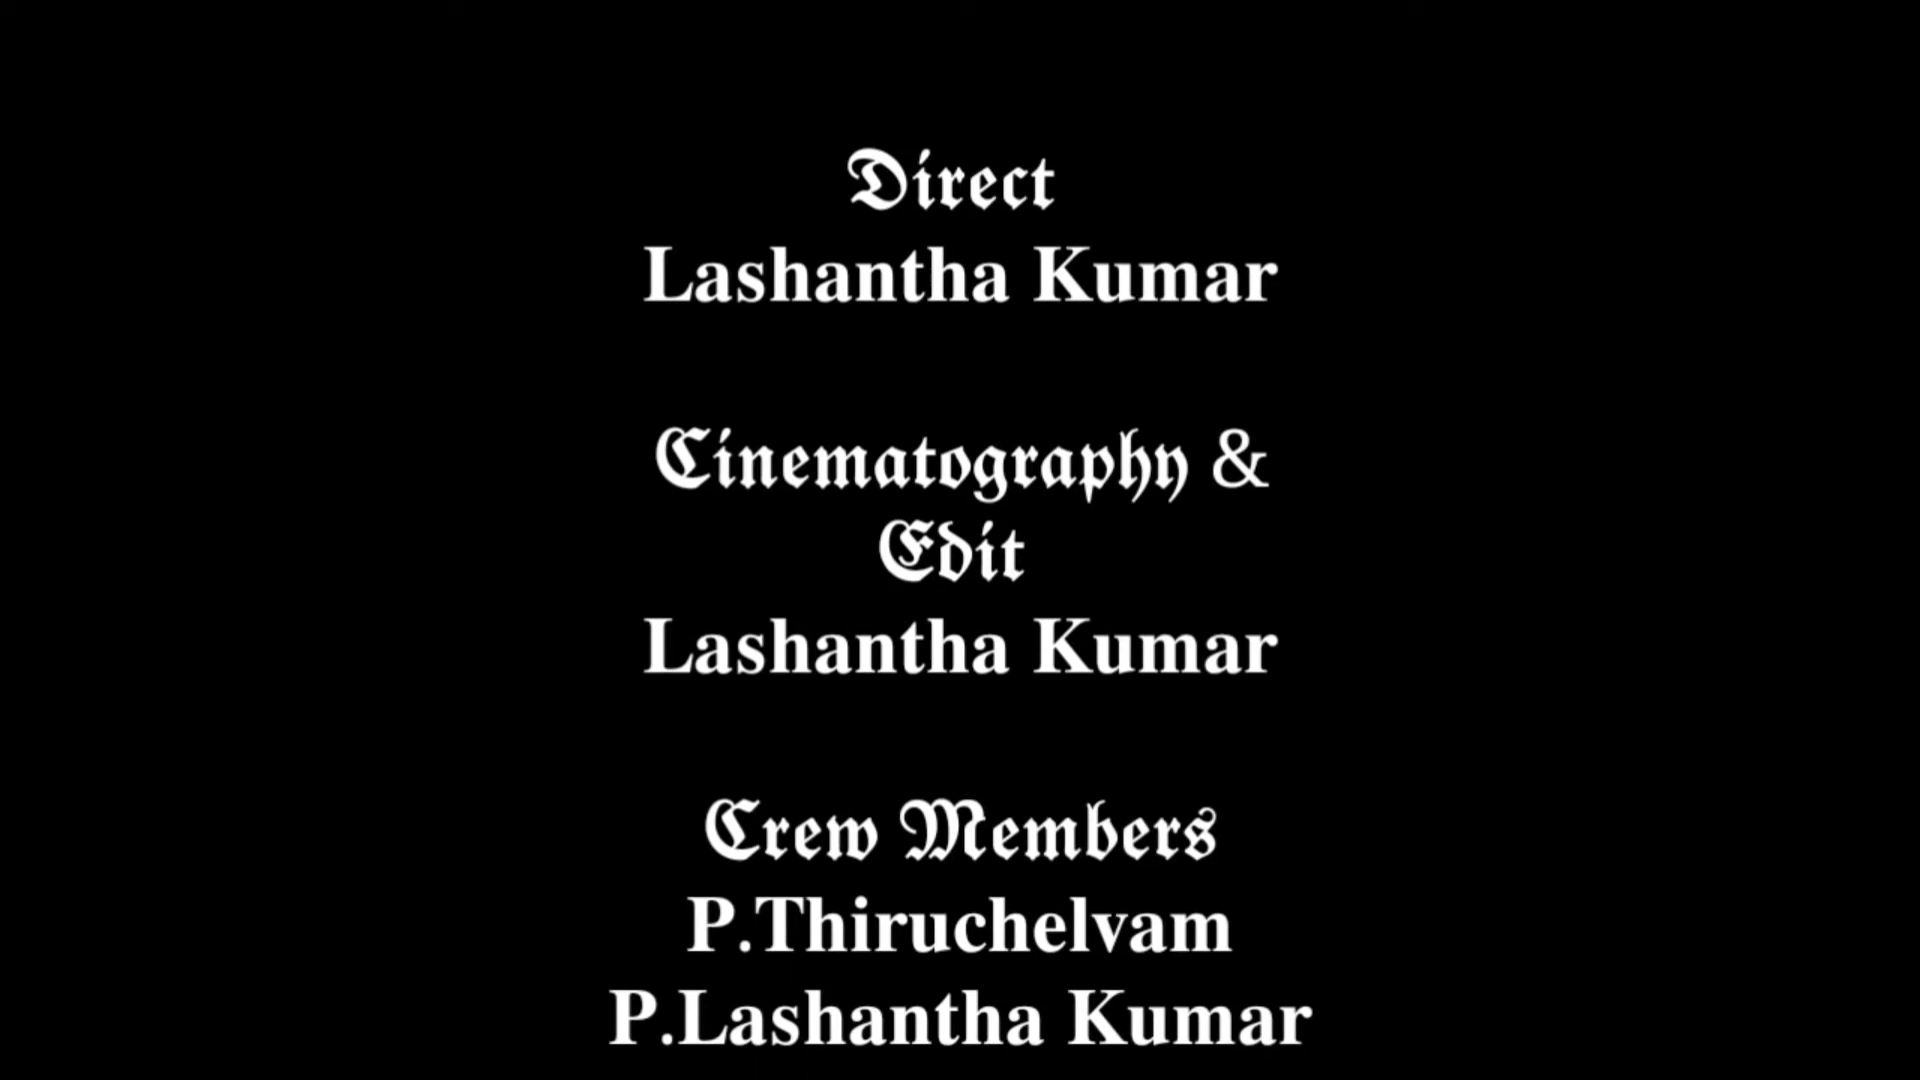 Direct
Lashantha Kumar
Cinematography &
Edit
Lashantha Kumar
Crew Members
P.Thiruchelvam
P.Lashantha Kumar